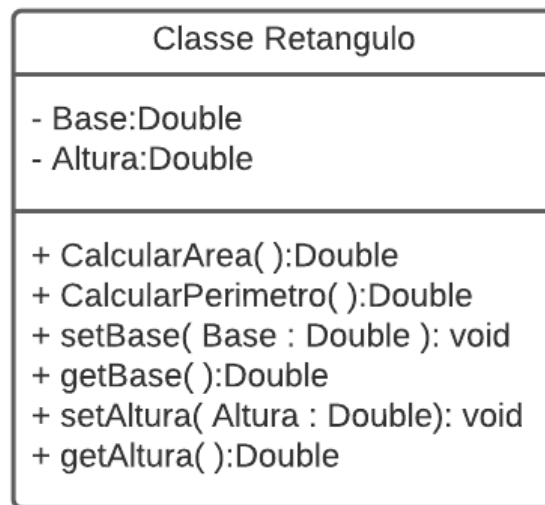 Classe Retangulo
- Base:Double
- Altura:Double
+ CalcularArea( ):Double
+ CalcularPerimetro( ):Double
+ setBase( Base : Double ): void
+ getBase( ):Double
+ setAltura( Altura : Double): void
+ getAltura( ):Double